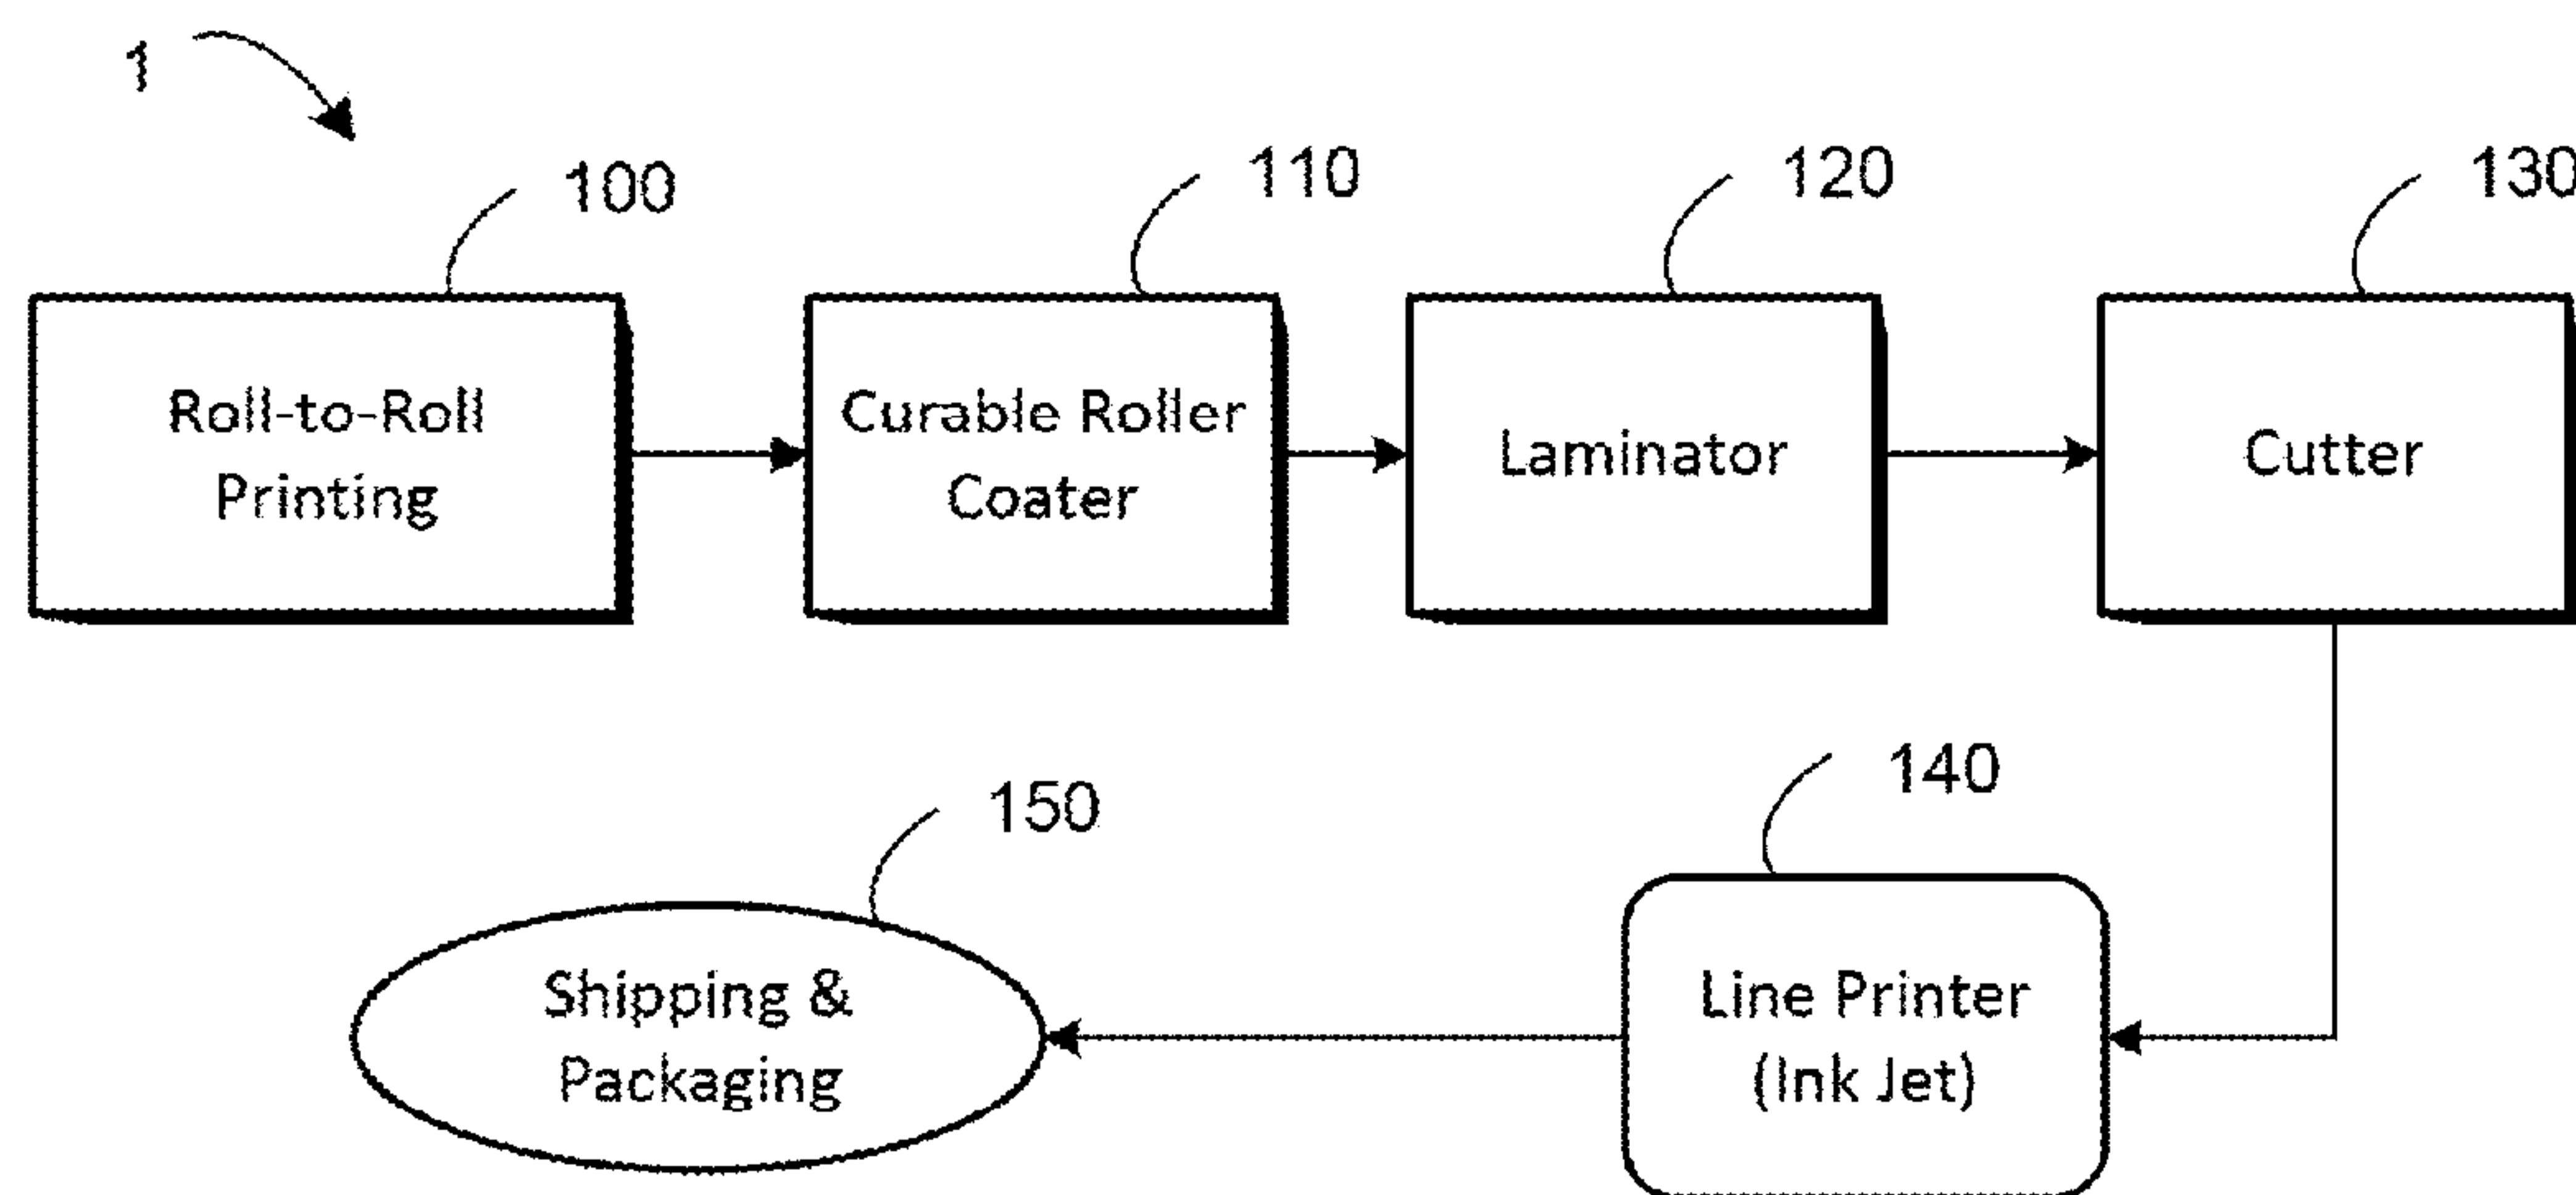 1
100
110
120
130
Roll-to-Roll
Printing
Curable Roller
Coater
Laminator
Cutter
140
150
Line Printer
(Ink Jet)
Shipping &
Packaging